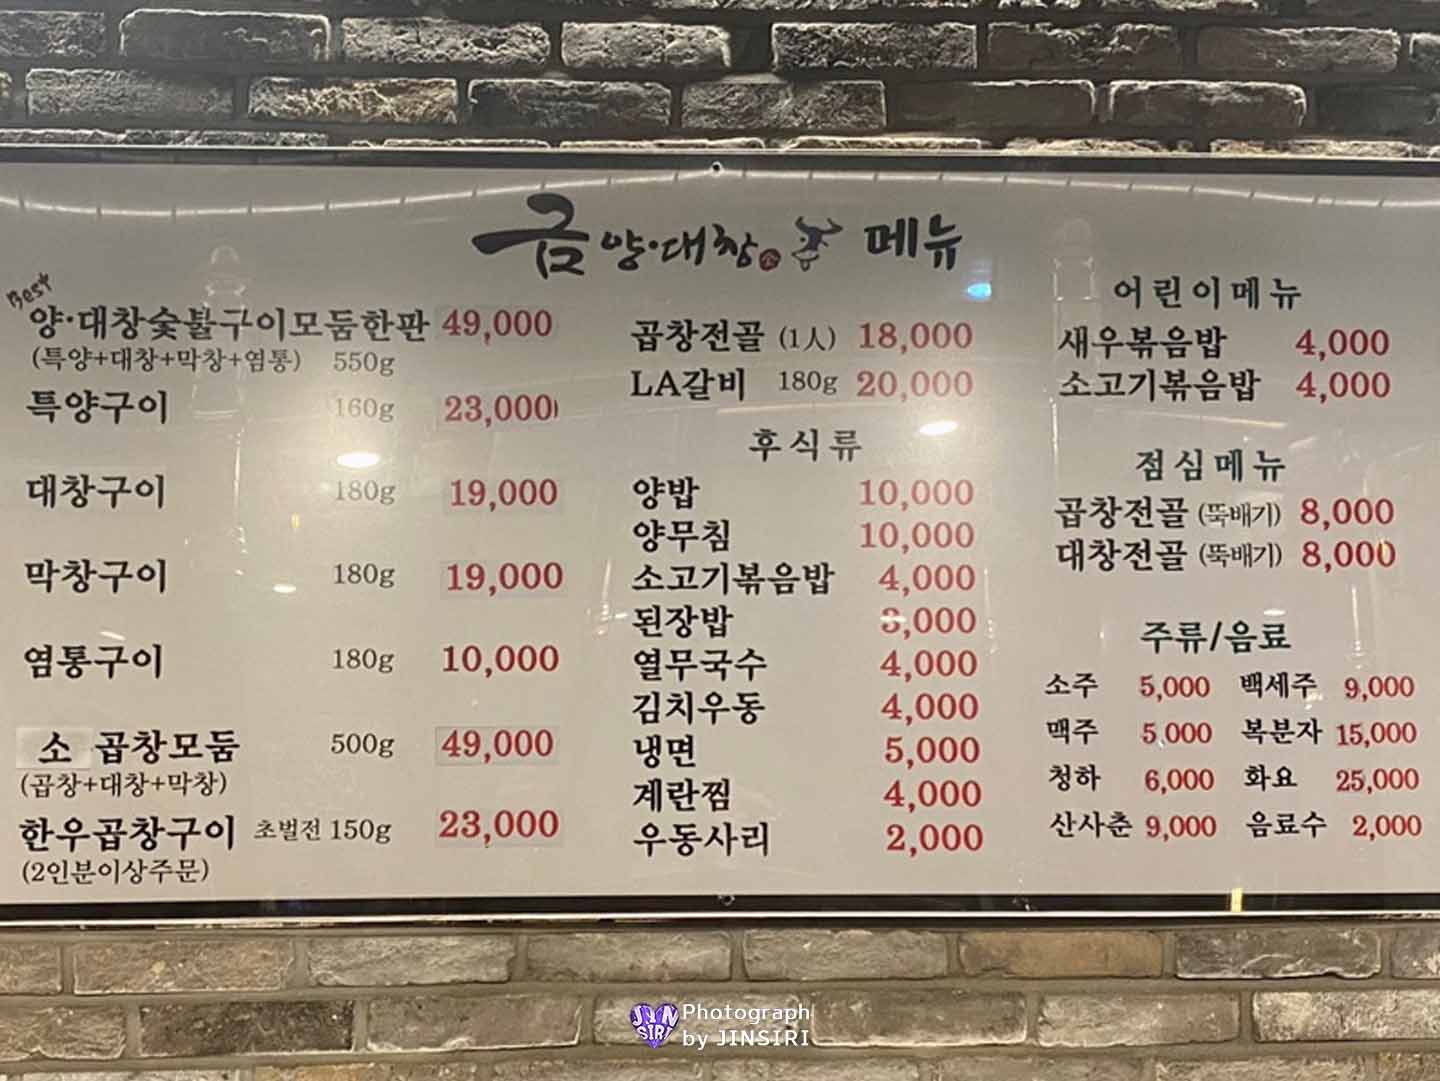 금 양·대창 메뉴
Best
양·대창숯불구이모둠한판 49,000
(특양+대창+막창+염통) 550g
특양구이 160g 23,000
대창구이 180g 19,000
막창구이 180g 19,000
염통구이 180g 10,000
소 곱창모둠 500g 49,000
(곱창+대창+막창)
한우곱창구이 초벌전 150g 23,000
(2인분이상주문)
곱창전골 (1人) 18,000
LA갈비 180g 20,000
후식류
양밥 10,000
양무침 10,000
소고기볶음밥 4,000
된장밥 3,000
열무국수 4,000
김치우동 4,000
냉면 5,000
계란찜 4,000
우동사리 2,000
어린이메뉴
새우볶음밥 4,000
소고기볶음밥 4,000
점심메뉴
곱창전골 (뚝배기) 8,000
대창전골 (뚝배기) 8,000
주류/음료
소주 5,000 백세주 9,000
맥주 5,000 복분자 15,000
청하 6,000 화요 25,000
산사춘 9,000 음료수 2,000
JIN SIRI
Photograph
by JINSIRI